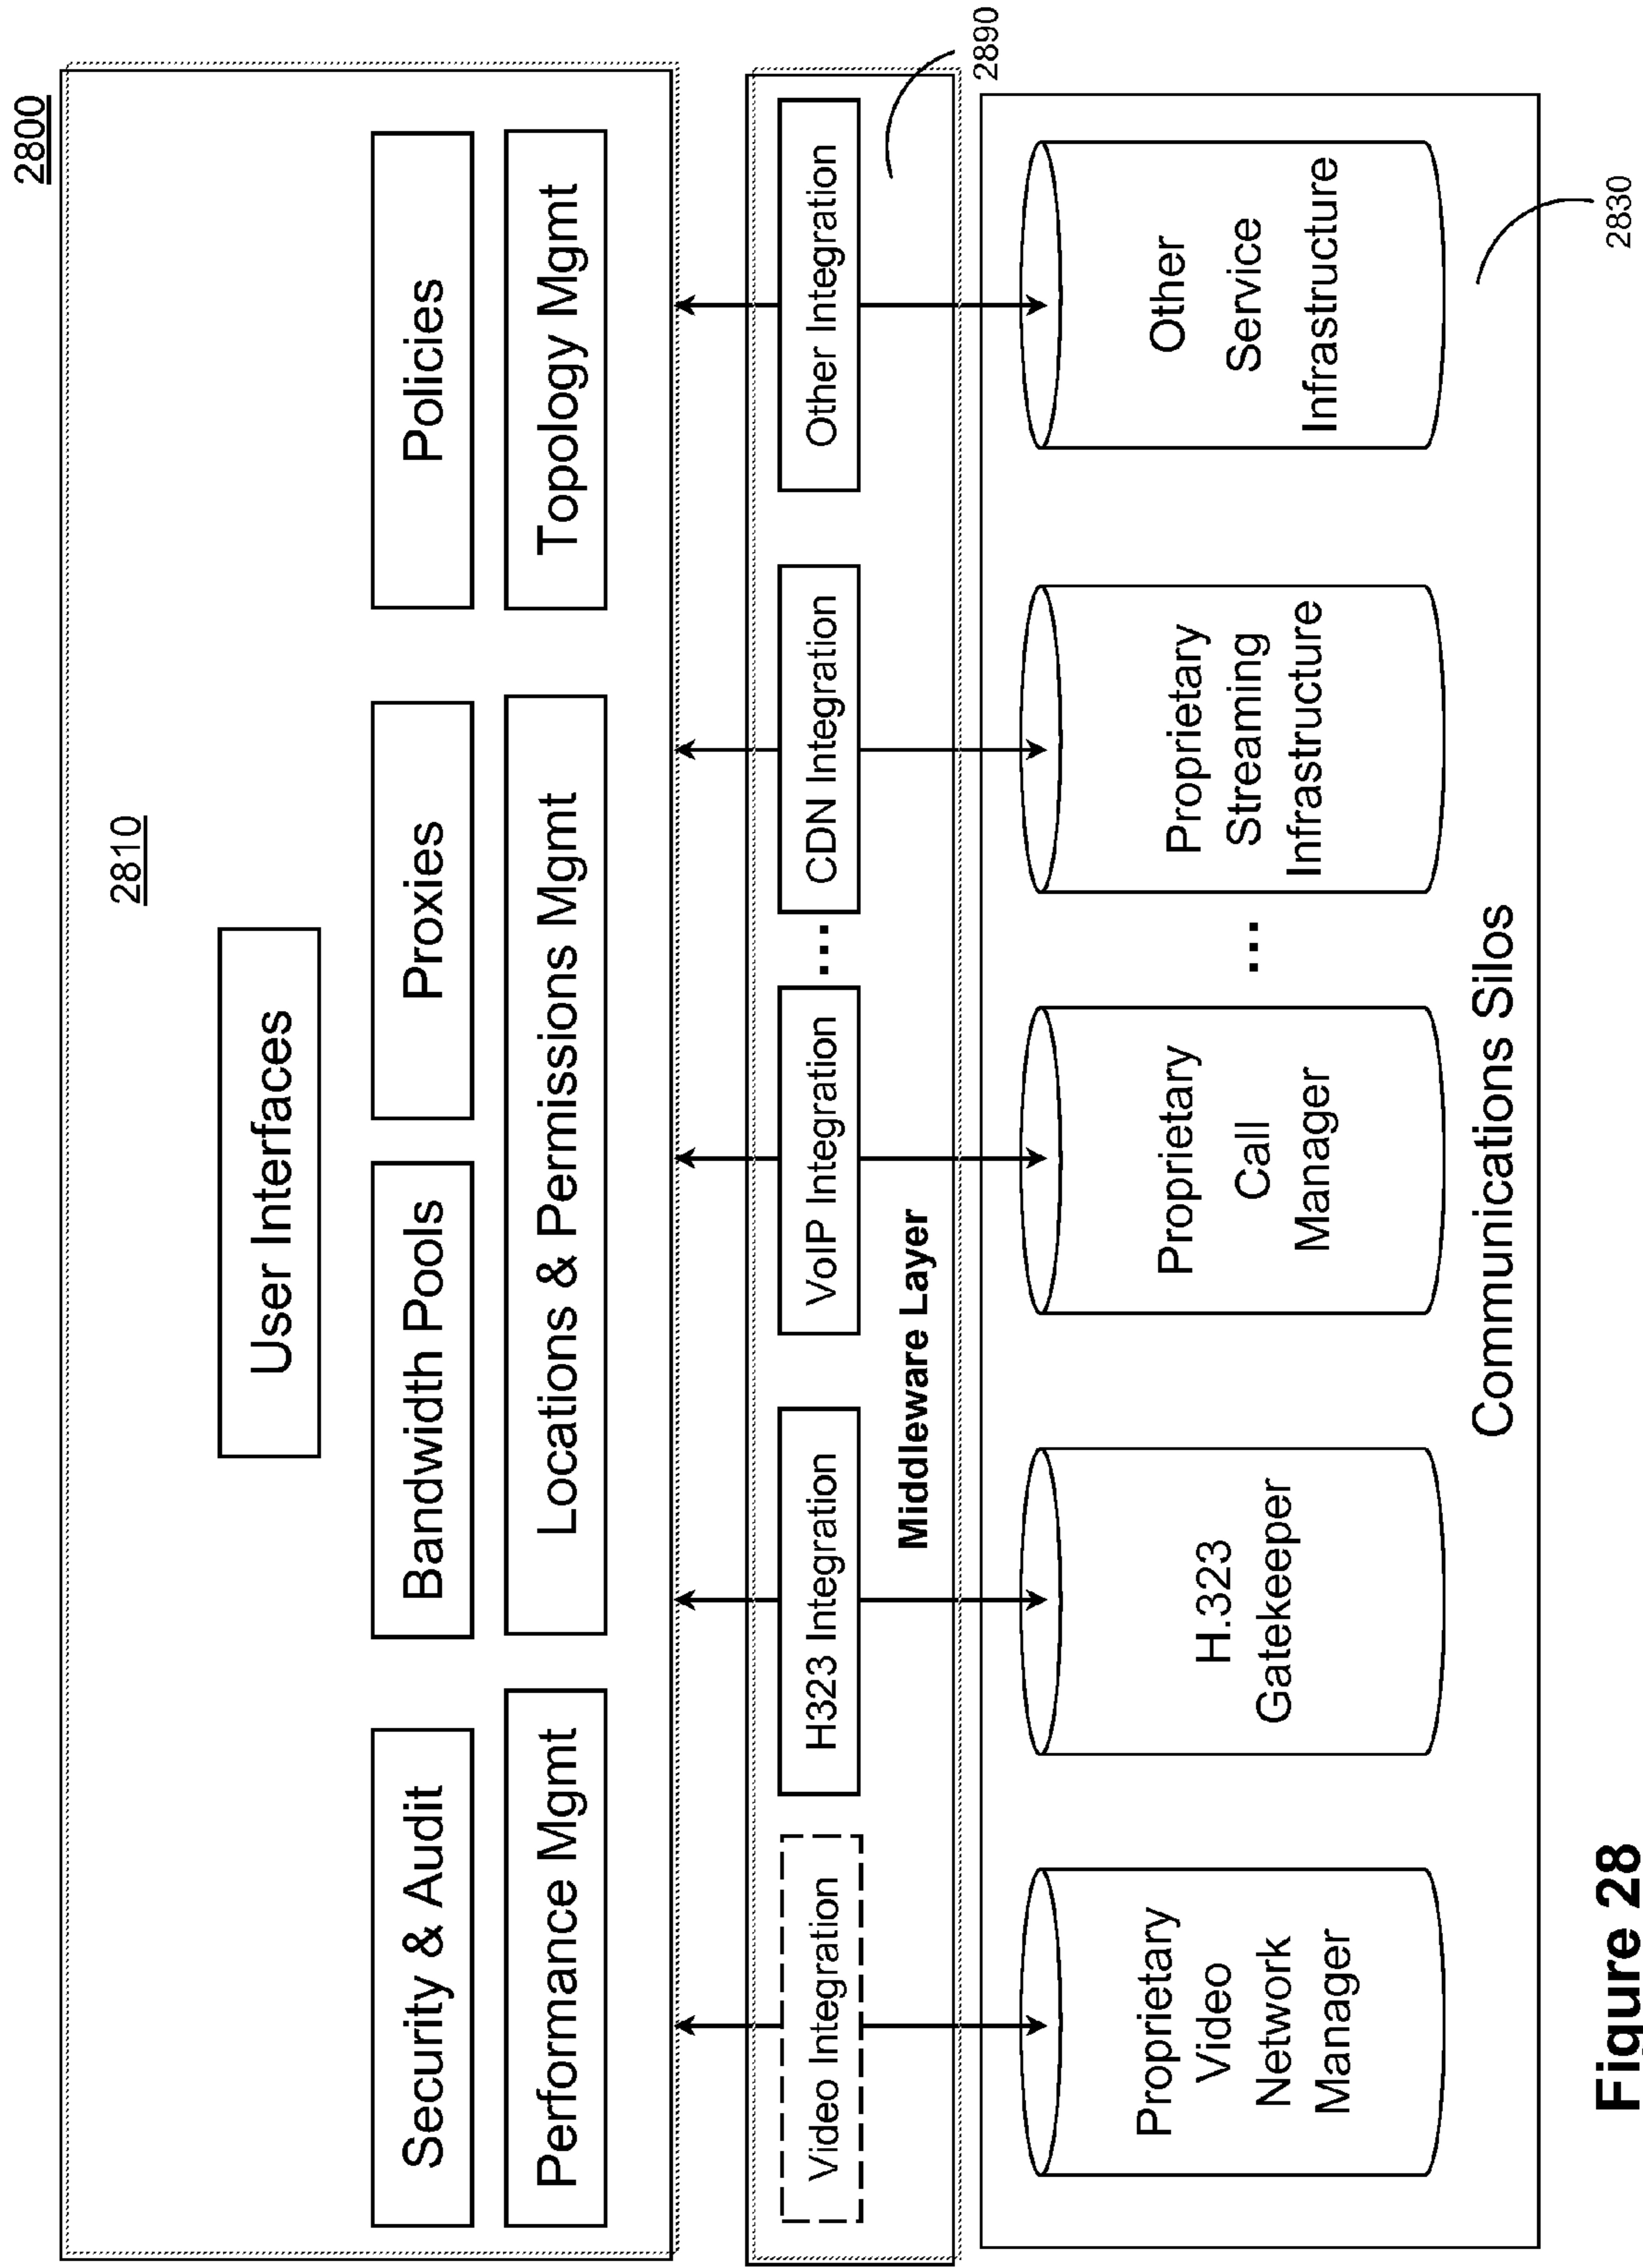 2800
2810
User Interfaces
Security & Audit
Bandwidth Pools
Proxies
Policies
Performance Mgmt
Locations & Permissions Mgmt
Topology Mgmt
Video Integration
H323 Integration
VoIP Integration
...
CDN Integration
Other Integration
Middleware Layer
2890
Proprietary
Video
Network
Manager
H.323
Gatekeeper
Proprietary
Call
Manager
...
Proprietary
Streaming
Infrastructure
Other
Service
Infrastructure
Communications Silos
2830
Figure 28